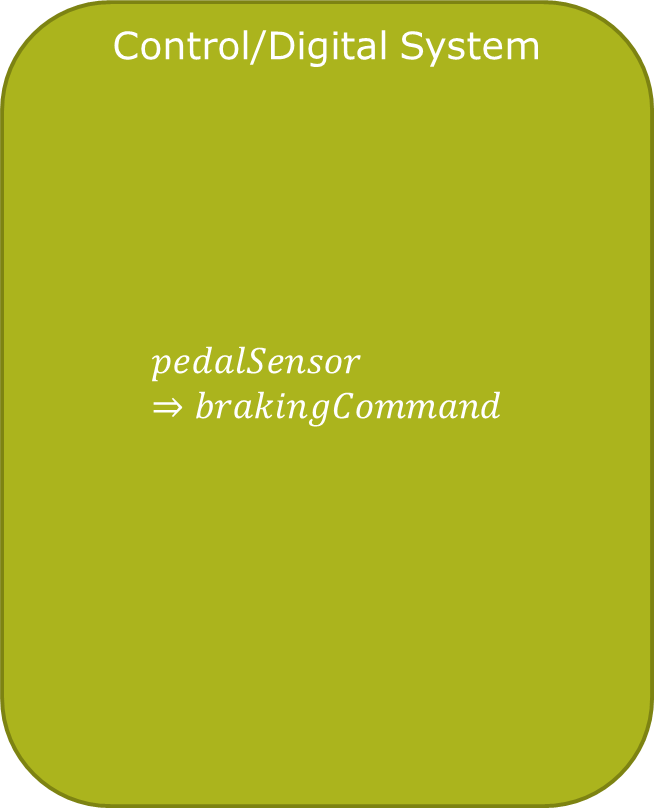 Control/Digital System
pedalSensor
⇒ brakingCommand